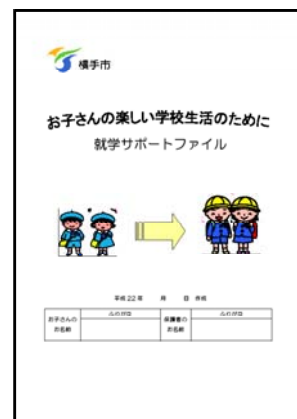 横手市
お子さんの楽しい学校生活のために
就学サポートファイル
平成22年 月 日 作成
ふりがな ふりがな
お子さんの お名前 保護者の お名前